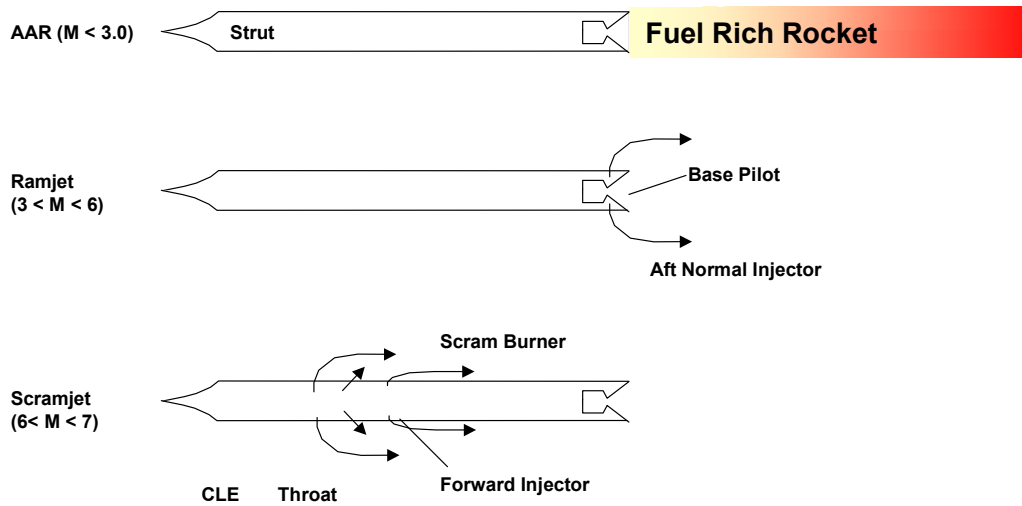 AAR (M < 3.0)
Strut
Fuel Rich Rocket
Ramjet
(3 < M < 6)
Base Pilot
Aft Normal Injector
Scram Burner
Scramjet
(6< M < 7)
Forward Injector
CLE
Throat